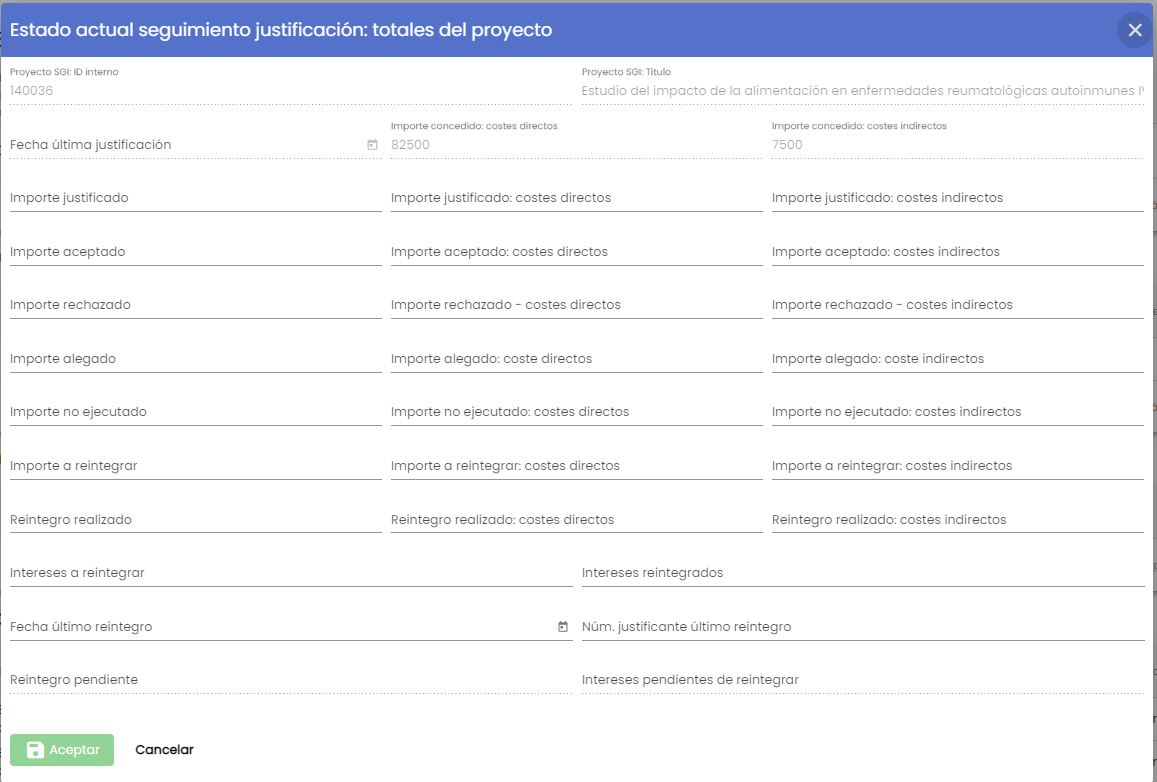 Estado actual seguimiento justificación: totales del proyecto
Proyecto SGI: ID interno Proyecto SGI: Título
140036 Estudio del impacto de la alimentación en enfermedades reumatológicas autoinmunes
Importe concedido: costes directos Importe concedido: costes indirectos
Fecha última justificación 82500 7500
Importe justificado Importe justificado: costes directos Importe justificado: costes indirectos
Importe aceptado Importe aceptado: costes directos Importe aceptado: costes indirectos
Importe rechazado Importe rechazado - costes directos Importe rechazado - costes indirectos
Importe alegado Importe alegado: coste directos Importe alegado: coste indirectos
Importe no ejecutado Importe no ejecutado: costes directos Importe no ejecutado: costes indirectos
Importe a reintegrar Importe a reintegrar: costes directos Importe a reintegrar: costes indirectos
Reintegro realizado Reintegro realizado: costes directos Reintegro realizado: costes indirectos
Intereses a reintegrar Intereses reintegrados
Fecha último reintegro Núm. justificante último reintegro
Reintegro pendiente Intereses pendientes de reintegrar
Aceptar Cancelar